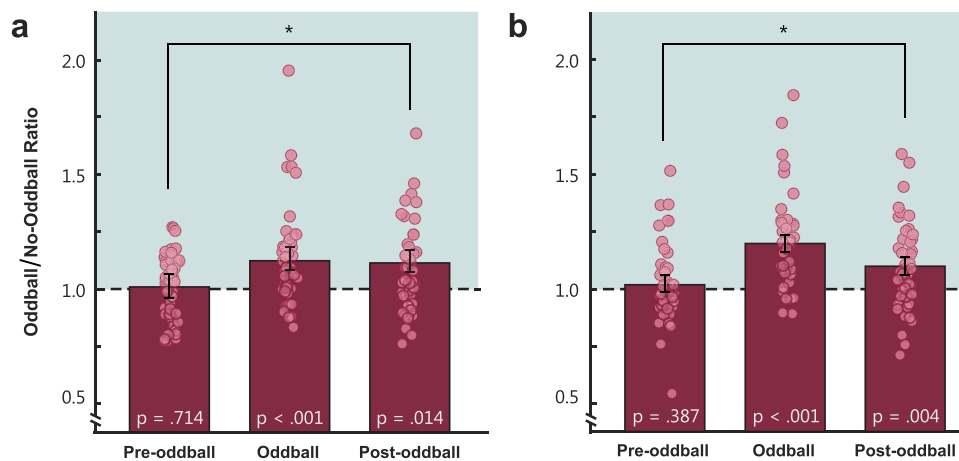 a
b
*
*
Oddball/No-Oddball Ratio
2.0
1.5
1.0
0.5
2.0
1.5
1.0
0.5
p = .714
p < .001
p = .014
p = .387
p < .001
p = .004
Pre-oddball
Oddball
Post-oddball
Pre-oddball
Oddball
Post-oddball